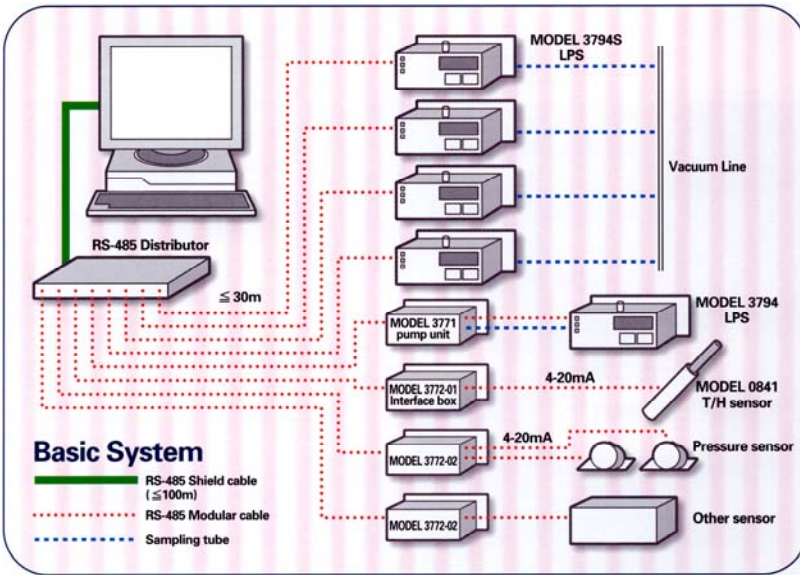 MODEL 3794S
LPS
Vacuum Line
RS-485 Distributor
≦ 30m
MODEL 3771
pump unit
MODEL 3794
LPS
MODEL 3772-01
Interface box
4-20mA
MODEL 0841
T/H sensor
4-20mA
Pressure sensor
MODEL 3772-02
MODEL 3772-02
Other sensor
Basic System
RS-485 Shield cable
(≦100m)
RS-485 Modular cable
Sampling tube